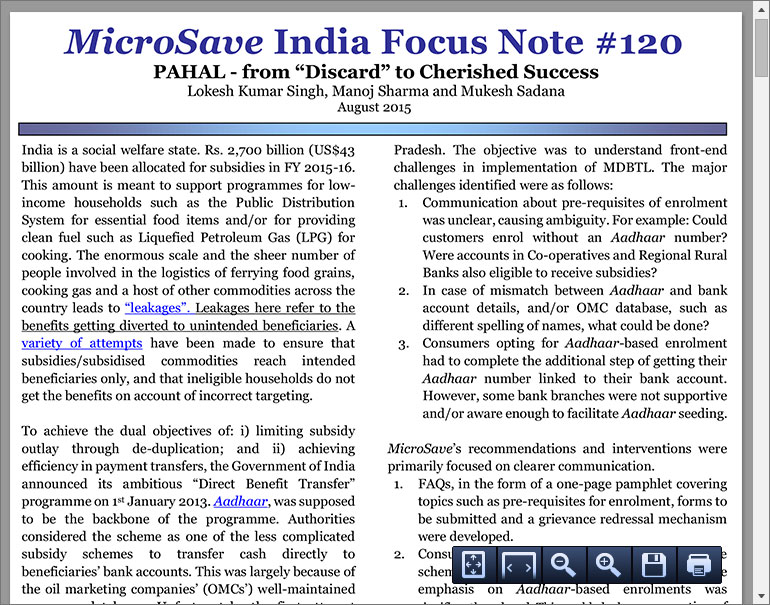 MicroSave India Focus Note #120
PAHAL - from “Discard” to Cherished Success
Lokesh Kumar Singh, Manoj Sharma and Mukesh Sadana
August 2015
India is a social welfare state. Rs. 2,700 billion (US$43
billion) have been allocated for subsidies in FY 2015-16.
This amount is meant to support programmes for low-
income households such as the Public Distribution
System for essential food items and/or for providing
clean fuel such as Liquefied Petroleum Gas (LPG) for
cooking. The enormous scale and the sheer number of
people involved in the logistics of ferrying food grains,
cooking gas and a host of other commodities across the
country leads to “leakages”. Leakages here refer to the
benefits getting diverted to unintended beneficiaries. A
variety of attempts have been made to ensure that
subsidies/subsidised commodities reach intended
beneficiaries only, and that ineligible households do not
get the benefits on account of incorrect targeting.
To achieve the dual objectives of: i) limiting subsidy
outlay through de-duplication; and ii) achieving
efficiency in payment transfers, the Government of India
announced its ambitious “Direct Benefit Transfer”
programme on 1st January 2013. Aadhaar, was supposed
to be the backbone of the programme. Authorities
considered the scheme as one of the less complicated
subsidy schemes to transfer cash directly to
beneficiaries’ bank accounts. This was largely because of
the oil marketing companies’ (OMCs’) well-maintained
Pradesh. The objective was to understand front-end
challenges in implementation of MDBTL. The major
challenges identified were as follows:
1. Communication about pre-requisites of enrolment
was unclear, causing ambiguity. For example: Could
customers enrol without an Aadhaar number?
Were accounts in Co-operatives and Regional Rural
Banks also eligible to receive subsidies?
2. In case of mismatch between Aadhaar and bank
account details, and/or OMC database, such as
different spelling of names, what could be done?
3. Consumers opting for Aadhaar-based enrolment
had to complete the additional step of getting their
Aadhaar number linked to their bank account.
However, some bank branches were not supportive
and/or aware enough to facilitate Aadhaar seeding.
MicroSave’s recommendations and interventions were
primarily focused on clearer communication.
1. FAQs, in the form of a one-page pamphlet covering
topics such as pre-requisites for enrolment, forms to
be submitted and a grievance redressal mechanism
were developed.
2.
emphasis on Aadhaar-based enrolments was